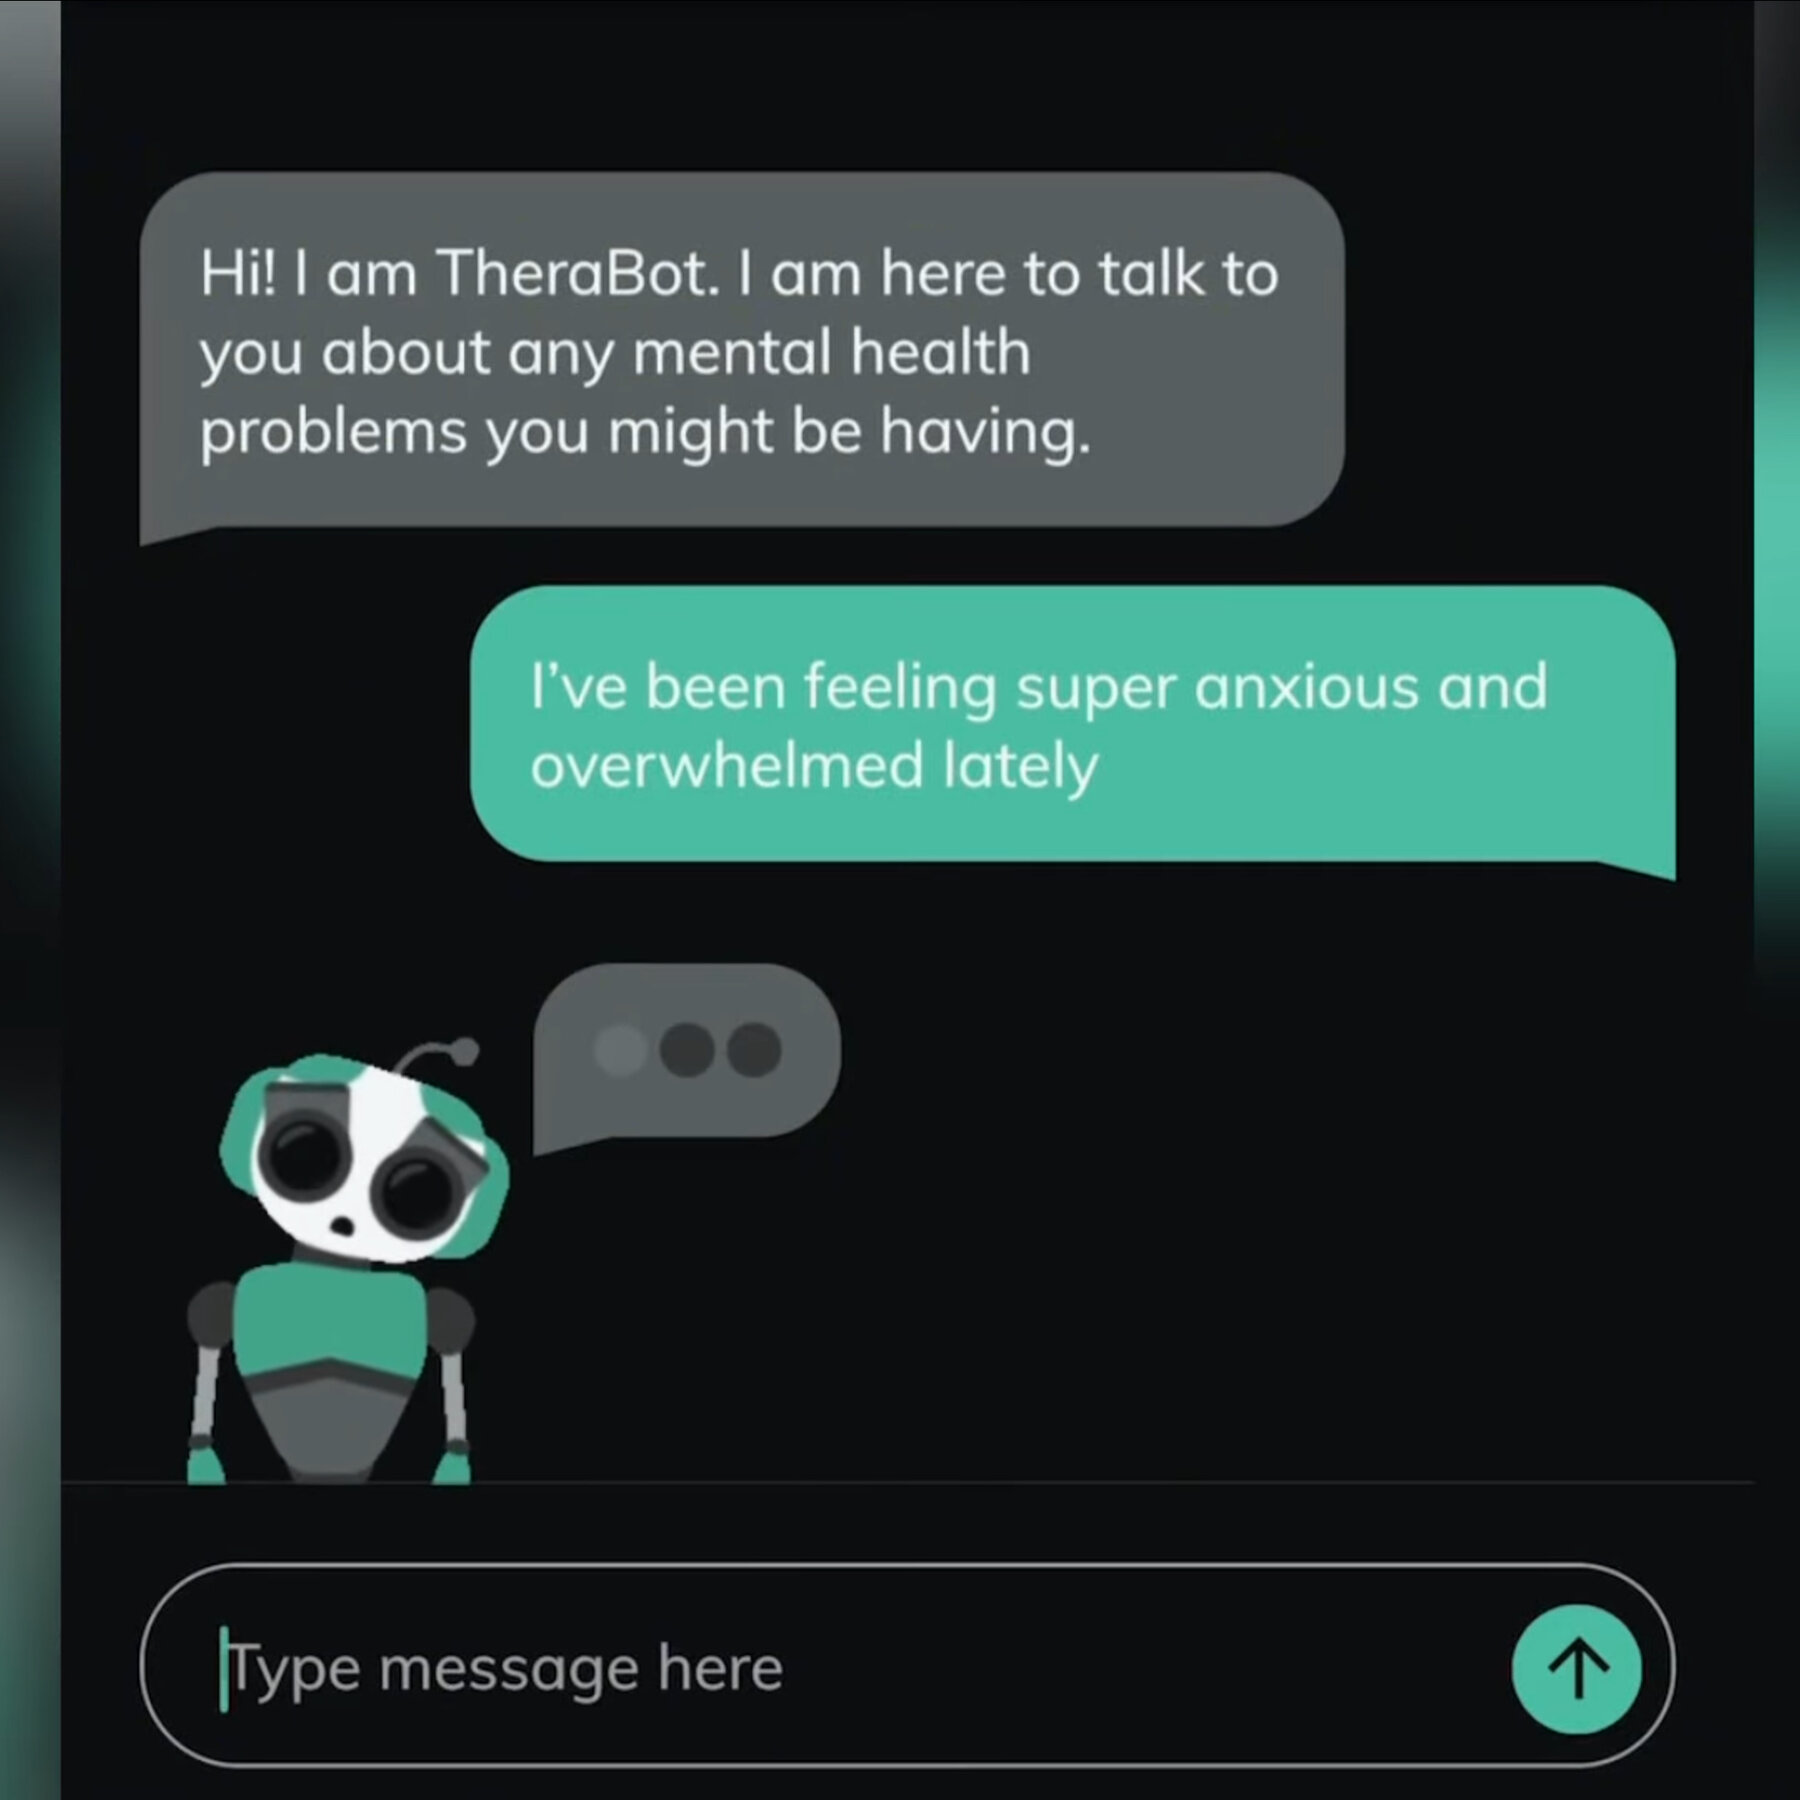 Hi! I am TheraBot. I am here to talk to
you about any mental health
problems you might be having.
I’ve been feeling super anxious and
overwhelmed lately
Type message here